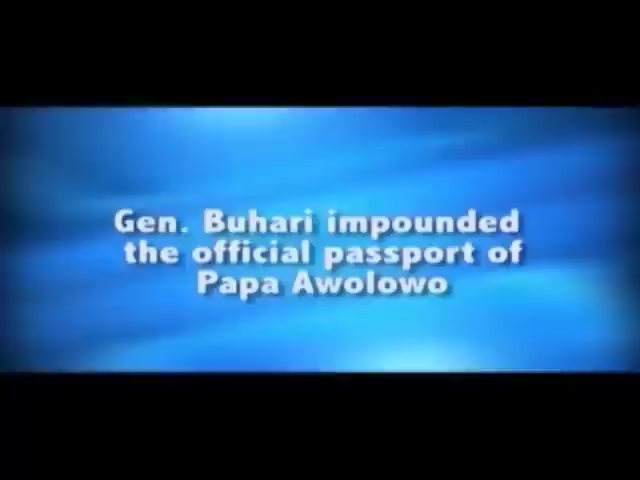 Gen. Buhari impounded
the official passport of
Papa Awolowo